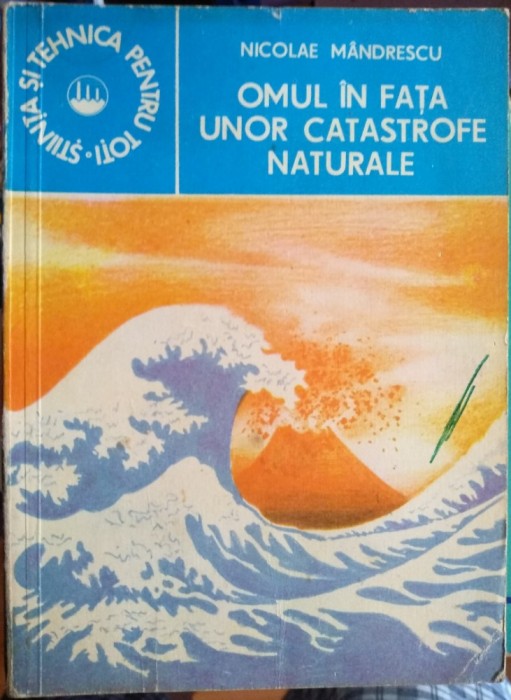 ȘTIINȚA ȘI TEHNICA PENTRU TOȚI •
NICOLAE MÂNDRESCU
OMUL ÎN FAȚA
UNOR CATASTROFE
NATURALE